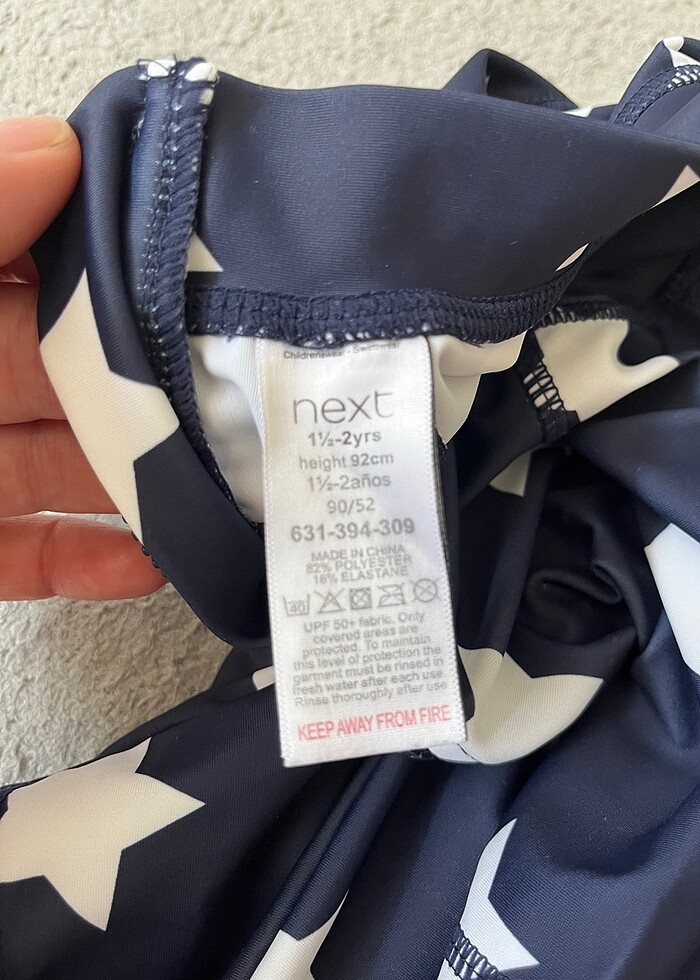 Childrenswear - Swimwear
next
1½-2yrs
height 92cm
1½-2años
90/52
631-394-309
MADE IN CHINA
82% POLYESTER
18% ELASTANE
40
UPF 50+ fabric. Only
covered areas are
protected. To maintain
this level of protection the
garment must be rinsed in
fresh water after each use.
Rinse thoroughly after use
KEEP AWAY FROM FIRE